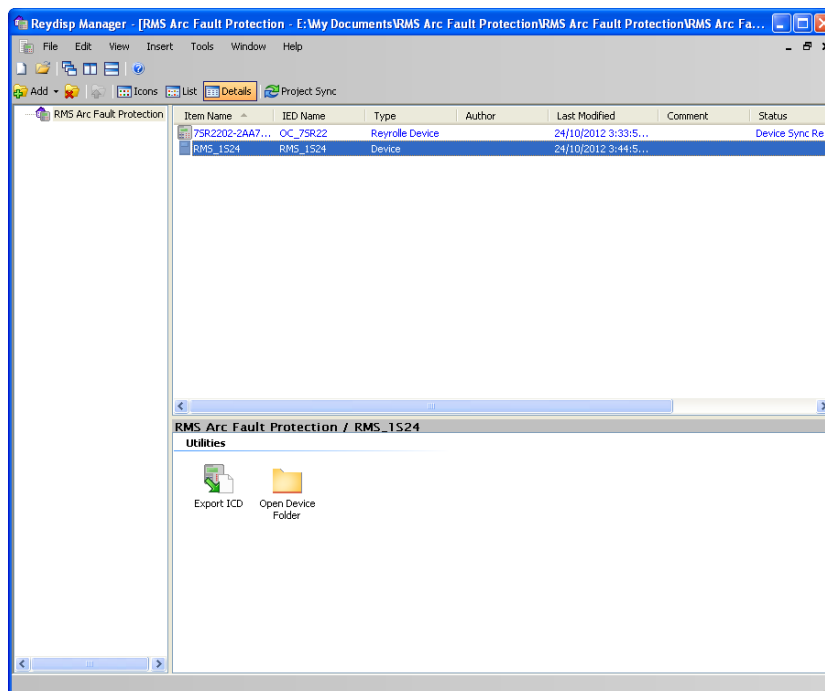 Reydisp Manager - [RMS Arc Fault Protection - E:\My Documents\RMS Arc Fault Protection\RMS Arc Fault Protection\RMS Arc Fa...
File Edit View Insert Tools Window Help
Add Icons List Details Project Sync
RMS Arc Fault Protection
Item Name IED Name Type Author Last Modified Comment Status
7SR2202-2AA7... OC_7SR22 Reyrolle Device 24/10/2012 3:33:5... Device Sync Re
RMS_1S24 RMS_1S24 Device 24/10/2012 3:44:5...
RMS Arc Fault Protection / RMS_1S24
Utilities
Export ICD
Open Device
Folder